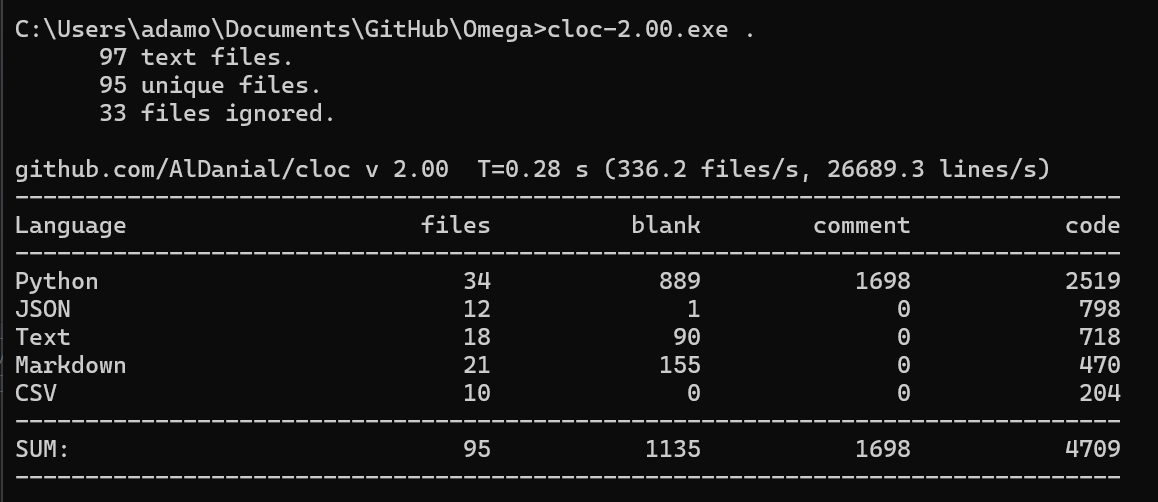 C:\Users\adamo\Documents\GitHub\Omega>cloc-2.00.exe .
      97 text files.
      95 unique files.
      33 files ignored.

github.com/AlDanial/cloc v 2.00  T=0.28 s (336.2 files/s, 26689.3 lines/s)
-------------------------------------------------------------------------------
Language                     files          blank        comment           code
-------------------------------------------------------------------------------
Python                          34            889           1698           2519
JSON                            12              1              0            798
Text                            18             90              0            718
Markdown                        21            155              0            470
CSV                             10              0              0            204
-------------------------------------------------------------------------------
SUM:                            95           1135           1698           4709
-------------------------------------------------------------------------------